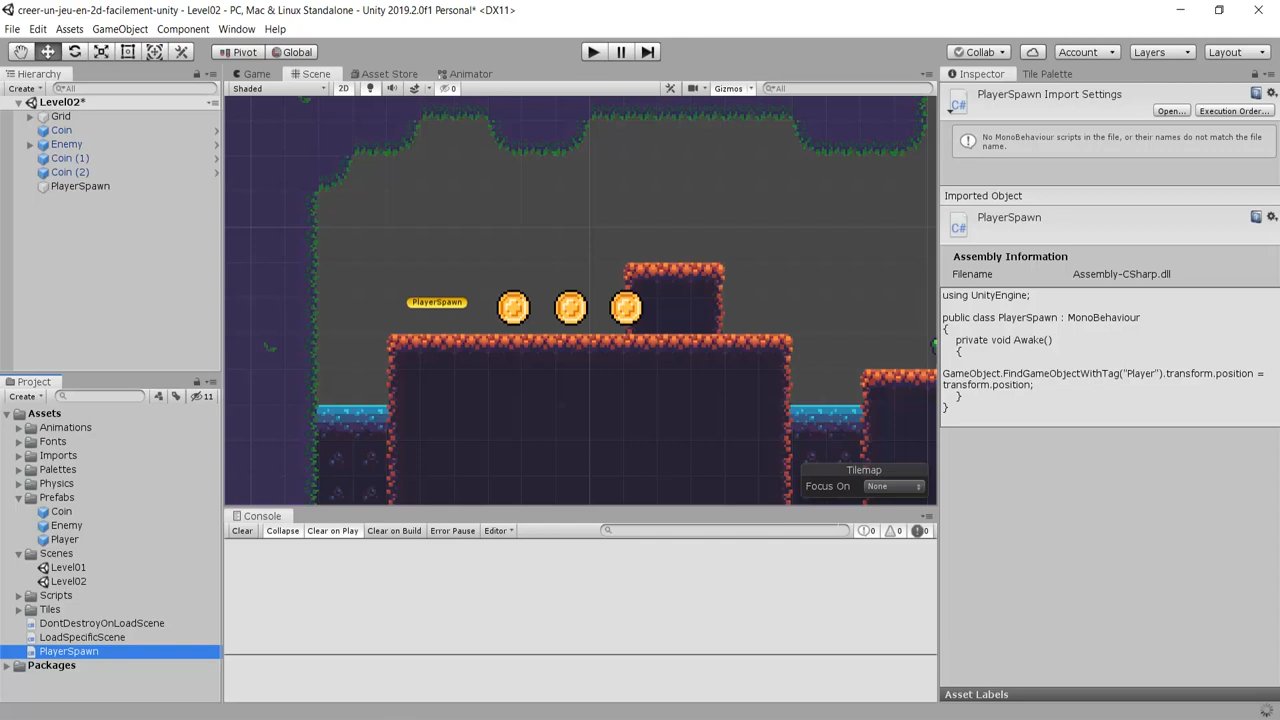 creer-un-jeu-en-2d-facilement-unity - Level02 - PC, Mac & Linux Standalone - Unity 2019.2.0f1 Personal* <DX11>
File Edit Assets GameObject Component Window Help
Pivot Global Collab Account Layers Layout
Hierarchy
Create All
Level02*
Grid
Coin
Enemy
Coin (1)
Coin (2)
PlayerSpawn
Game Scene Asset Store Animator
Shaded 2D 0 Gizmos All
PlayerSpawn
Tilemap
Focus On None
Inspector Tile Palette
PlayerSpawn Import Settings
Open... Execution Order...
No MonoBehaviour scripts in the file, or their names do not match the file
name.
Imported Object
PlayerSpawn
Assembly Information
Filename Assembly-CSharp.dll
using UnityEngine;
public class PlayerSpawn : MonoBehaviour
{
private void Awake()
{
GameObject.FindGameObjectWithTag("Player").transform.position =
transform.position;
}
}
Asset Labels
Project
Create 11
Assets
Animations
Fonts
Imports
Palettes
Physics
Prefabs
Coin
Enemy
Player
Scenes
Level01
Level02
Scripts
Tiles
DontDestroyOnLoadScene
LoadSpecificScene
PlayerSpawn
Packages
Console
Clear Collapse Clear on Play Clear on Build Error Pause Editor 0 0 0